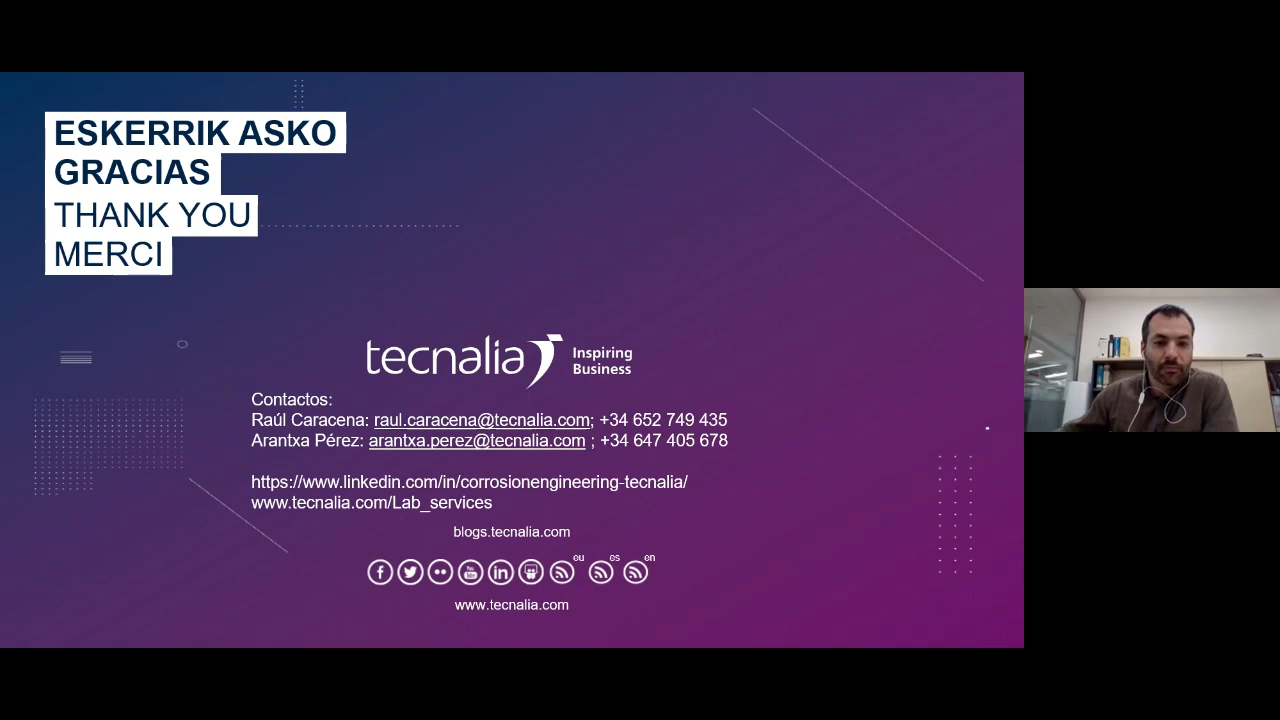 ESKERRIK ASKO
GRACIAS
THANK YOU
MERCI
tecnalia
Inspiring
Business
Contactos:
Raúl Caracena: raul.caracena@tecnalia.com; +34 652 749 435
Arantxa Pérez: arantxa.perez@tecnalia.com ; +34 647 405 678
https://www.linkedin.com/in/corrosionengineering-tecnalia/
www.tecnalia.com/Lab_services
blogs.tecnalia.com
eu es en
www.tecnalia.com